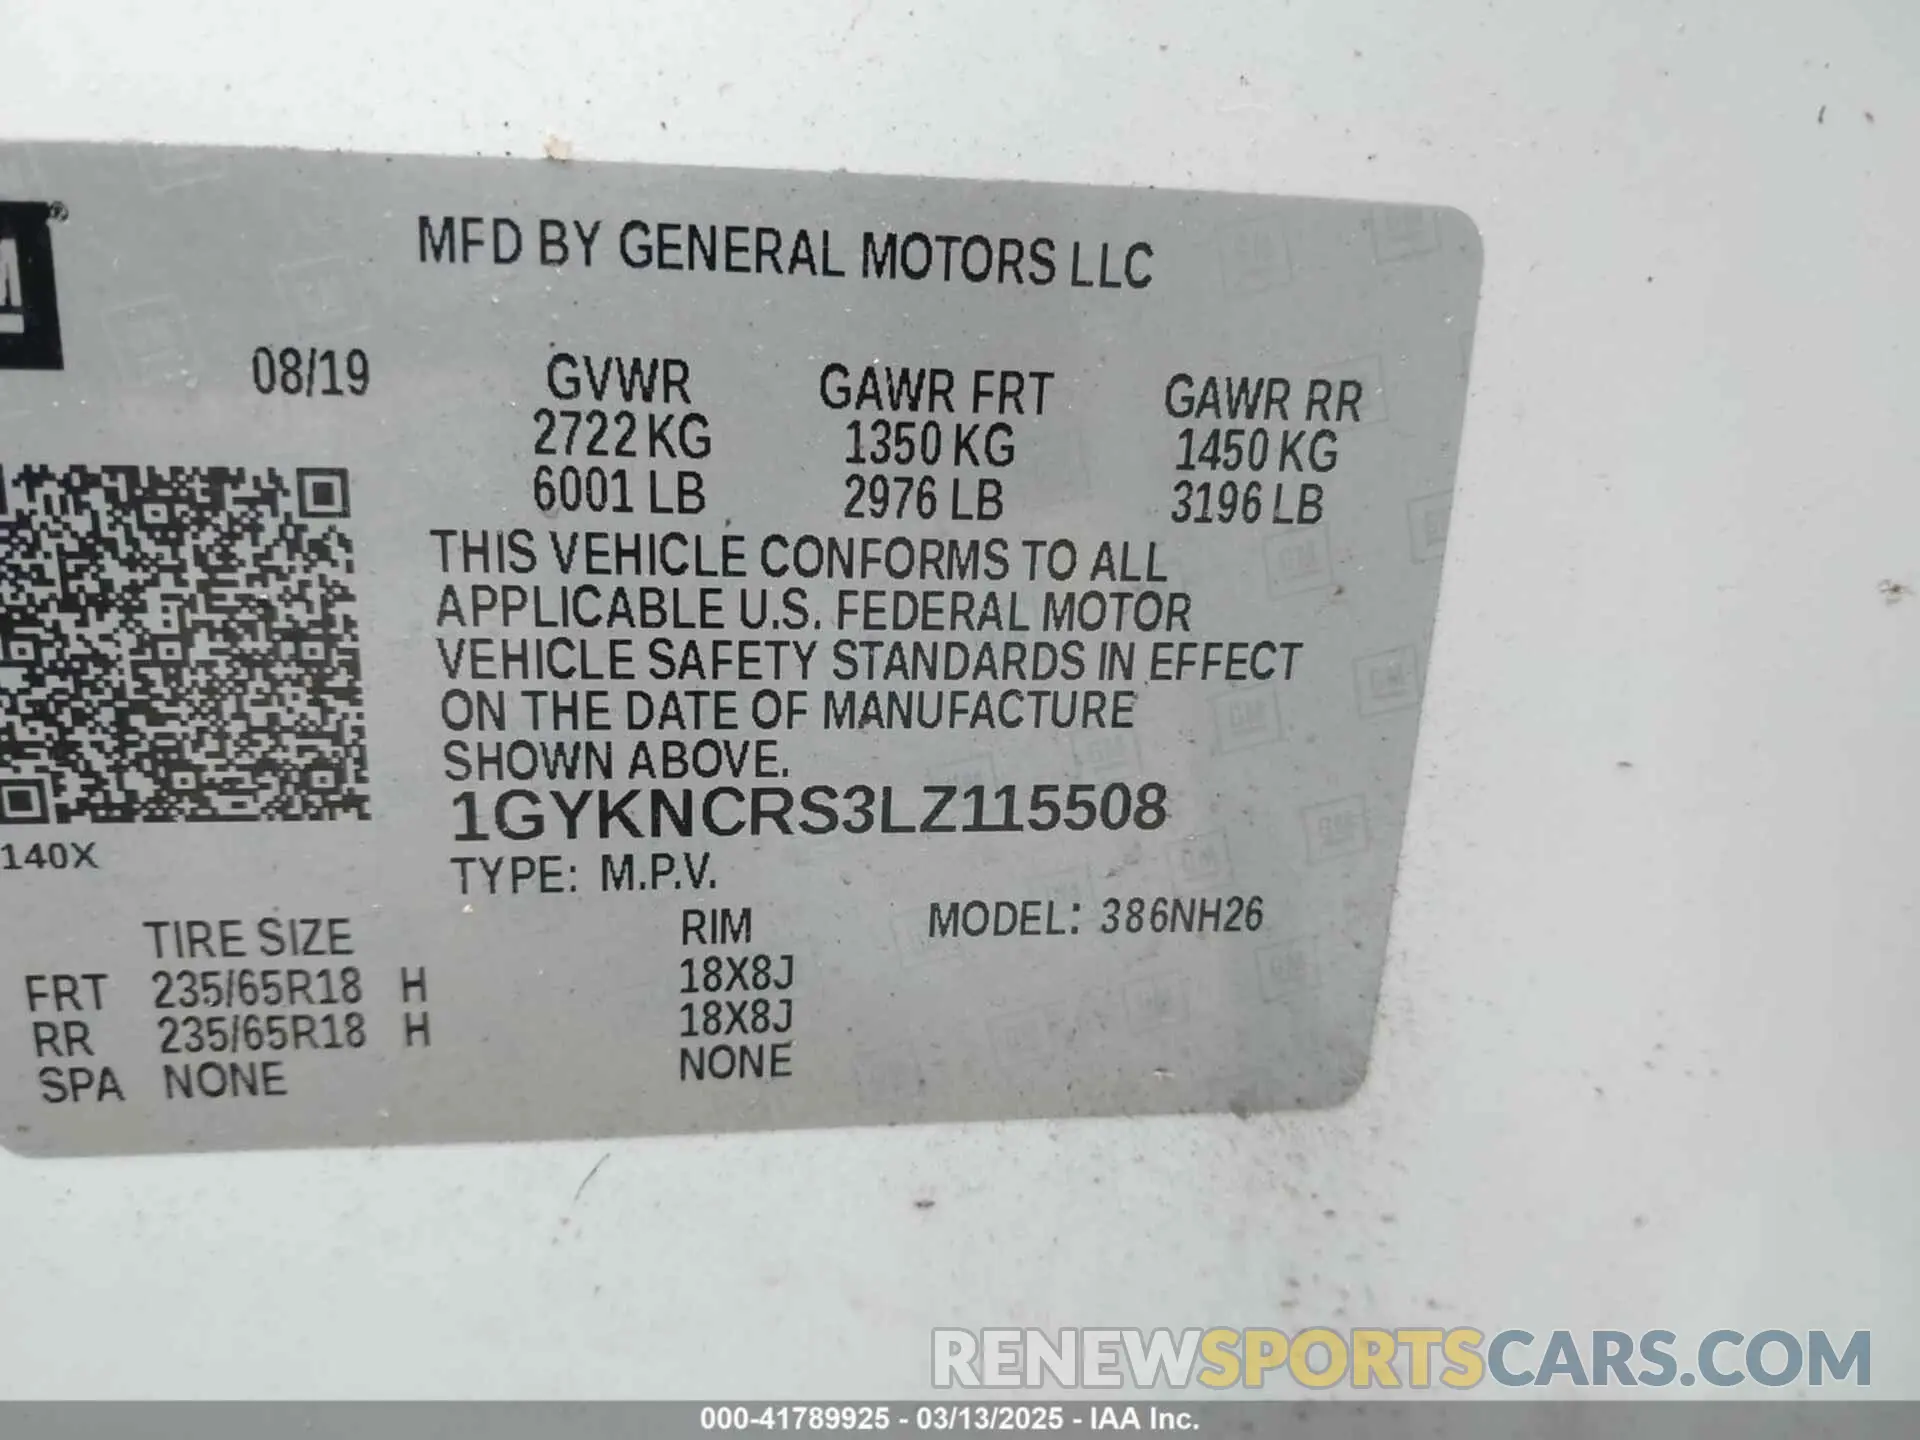 MFD BY GENERAL MOTORS LLC
08/19 GVWR GAWR FRT GAWR RR
2722 KG 1350 KG 1450 KG
6001 LB 2976 LB 3196 LB
THIS VEHICLE CONFORMS TO ALL
APPLICABLE U.S. FEDERAL MOTOR
VEHICLE SAFETY STANDARDS IN EFFECT
ON THE DATE OF MANUFACTURE
SHOWN ABOVE.
1GYKNCRS3LZ115508
140X
TYPE: M.P.V.
TIRE SIZE RIM MODEL: 386NH26
FRT 235/65R18 H 18X8J
RR 235/65R18 H 18X8J
SPA NONE NONE
RENEWSPORTSCARS.COM
000-41789925 - 03/13/2025 - IAA Inc.